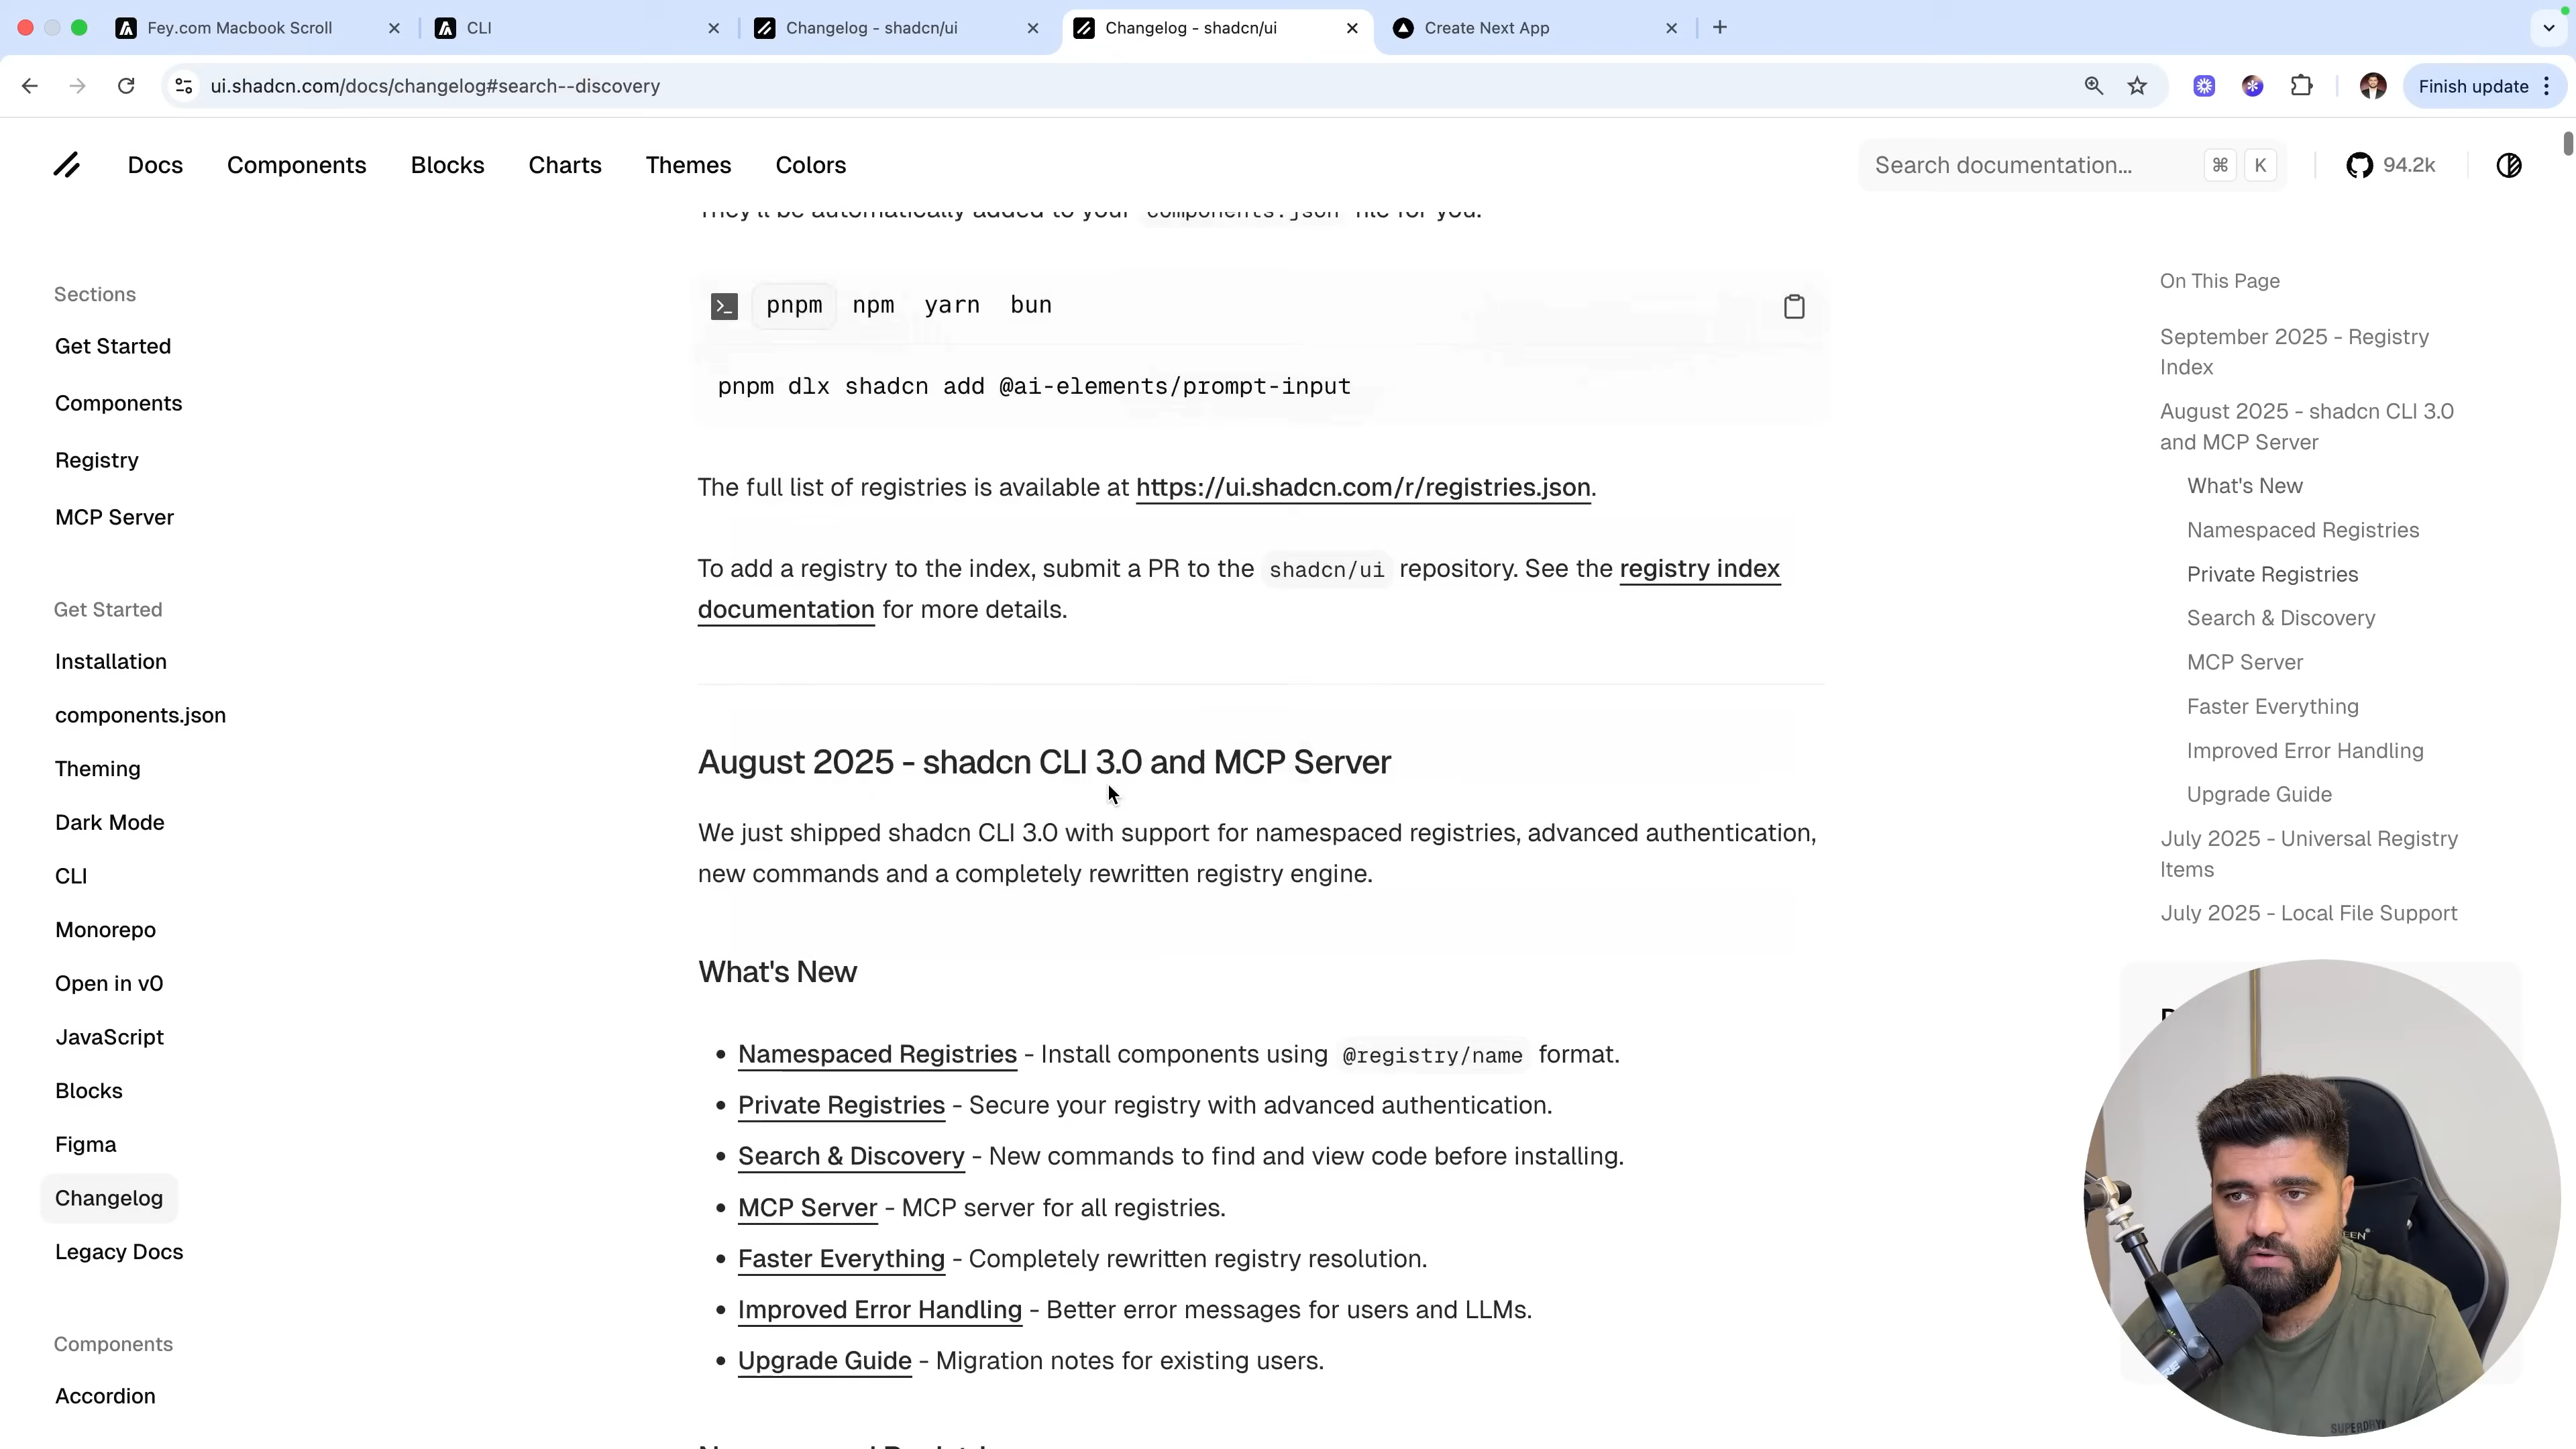 Fey.com Macbook Scroll
CLI
Changelog - shadcn/ui
Changelog - shadcn/ui
Create Next App
ui.shadcn.com/docs/changelog#search--discovery
Finish update
Docs
Components
Blocks
Charts
Themes
Colors
Search documentation...
⌘ K
94.2k
They'll be automatically added to your components.json file for you.
Sections
Get Started
Components
Registry
MCP Server
Get Started
Installation
components.json
Theming
Dark Mode
CLI
Monorepo
Open in v0
JavaScript
Blocks
Figma
Changelog
Legacy Docs
Components
Accordion
pnpm npm yarn bun
pnpm dlx shadcn add @ai-elements/prompt-input
The full list of registries is available at https://ui.shadcn.com/r/registries.json.
To add a registry to the index, submit a PR to the shadcn/ui repository. See the registry index
documentation for more details.
August 2025 - shadcn CLI 3.0 and MCP Server
We just shipped shadcn CLI 3.0 with support for namespaced registries, advanced authentication,
new commands and a completely rewritten registry engine.
What's New
• Namespaced Registries - Install components using @registry/name format.
• Private Registries - Secure your registry with advanced authentication.
• Search & Discovery - New commands to find and view code before installing.
• MCP Server - MCP server for all registries.
• Faster Everything - Completely rewritten registry resolution.
• Improved Error Handling - Better error messages for users and LLMs.
• Upgrade Guide - Migration notes for existing users.
On This Page
September 2025 - Registry
Index
August 2025 - shadcn CLI 3.0
and MCP Server
What's New
Namespaced Registries
Private Registries
Search & Discovery
MCP Server
Faster Everything
Improved Error Handling
Upgrade Guide
July 2025 - Universal Registry
Items
July 2025 - Local File Support